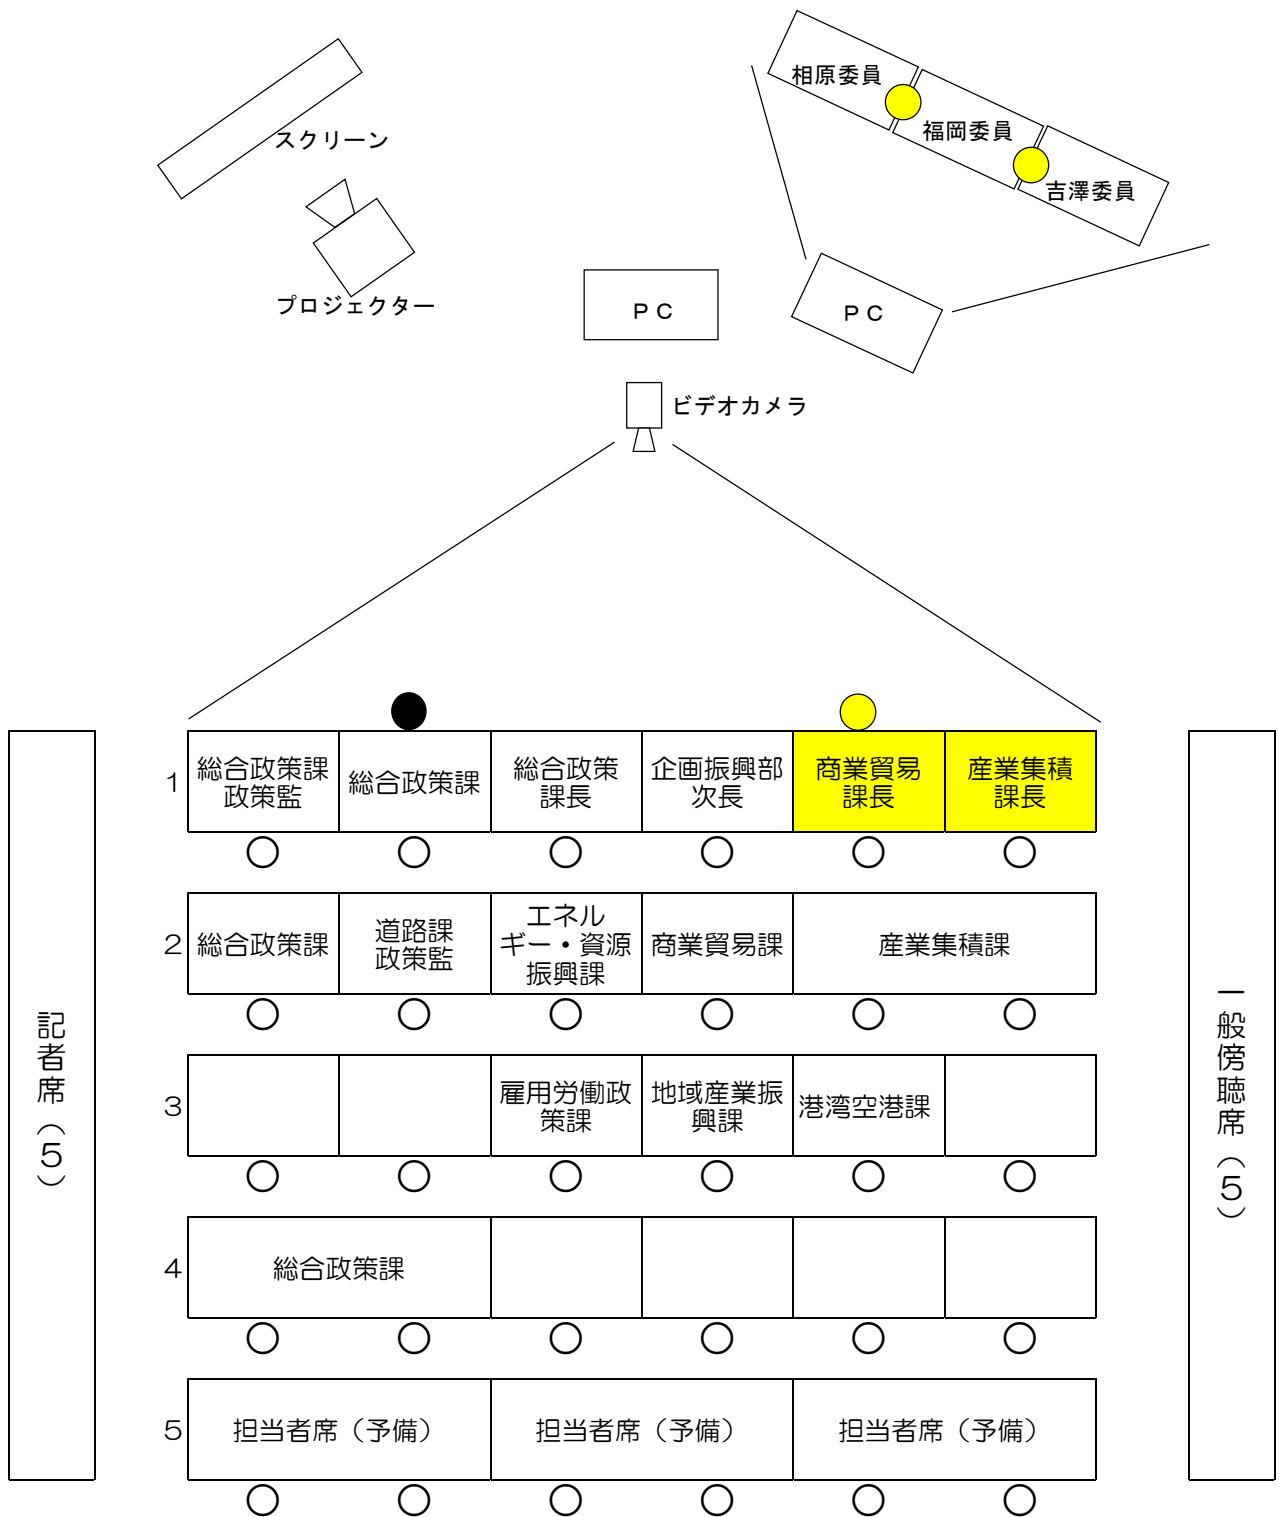 相原委員
福岡委員
吉澤委員
スクリーン
プロジェクター
ＰＣ
ＰＣ
ビデオカメラ
1
総合政策課
政策監
総合政策課
総合政策
課長
企画振興部
次長
商業貿易
課長
産業集積
課長
2
総合政策課
道路課
政策監
エネル
ギー・資源
振興課
商業貿易課
産業集積課
3
雇用労働政
策課
地域産業振
興課
港湾空港課
4
総合政策課
5
担当者席（予備）
担当者席（予備）
担当者席（予備）
記者席（５）
一般傍聴席（５）